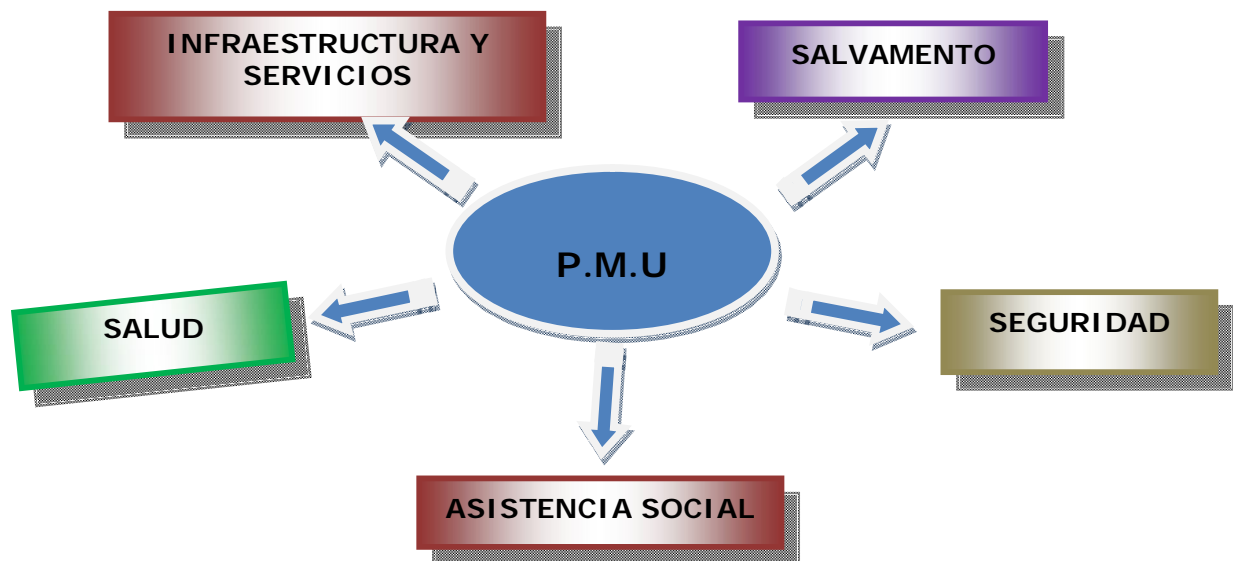 INFRAESTRUCTURA Y
SERVICIOS
SALVAMENTO
P.M.U
SALUD
SEGURIDAD
ASISTENCIA SOCIAL